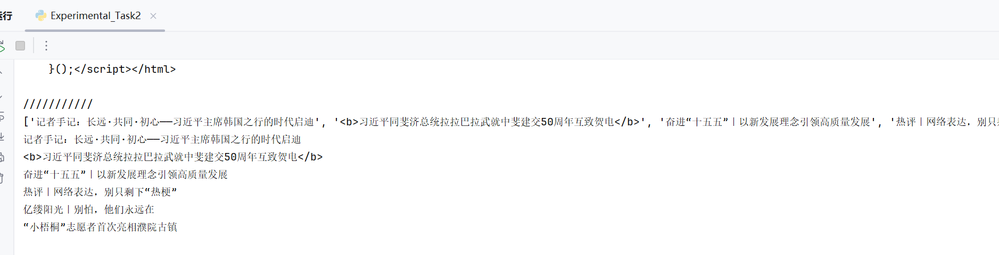 运行
Experimental_Task2
}();</script></html>
///////////
['记者手记：长远·共同·初心——习近平主席韩国之行的时代启迪', '<b>习近平同斐济总统拉拉巴拉武就中斐建交50周年互致贺电</b>', '奋进“十五五”｜以新发展理念引领高质量发展', '热评｜网络表达，别只
记者手记：长远·共同·初心——习近平主席韩国之行的时代启迪
<b>习近平同斐济总统拉拉巴拉武就中斐建交50周年互致贺电</b>
奋进“十五五”｜以新发展理念引领高质量发展
热评｜网络表达，别只剩下“热梗”
亿缕阳光｜别怕，他们永远在
“小梧桐”志愿者首次亮相濮院古镇